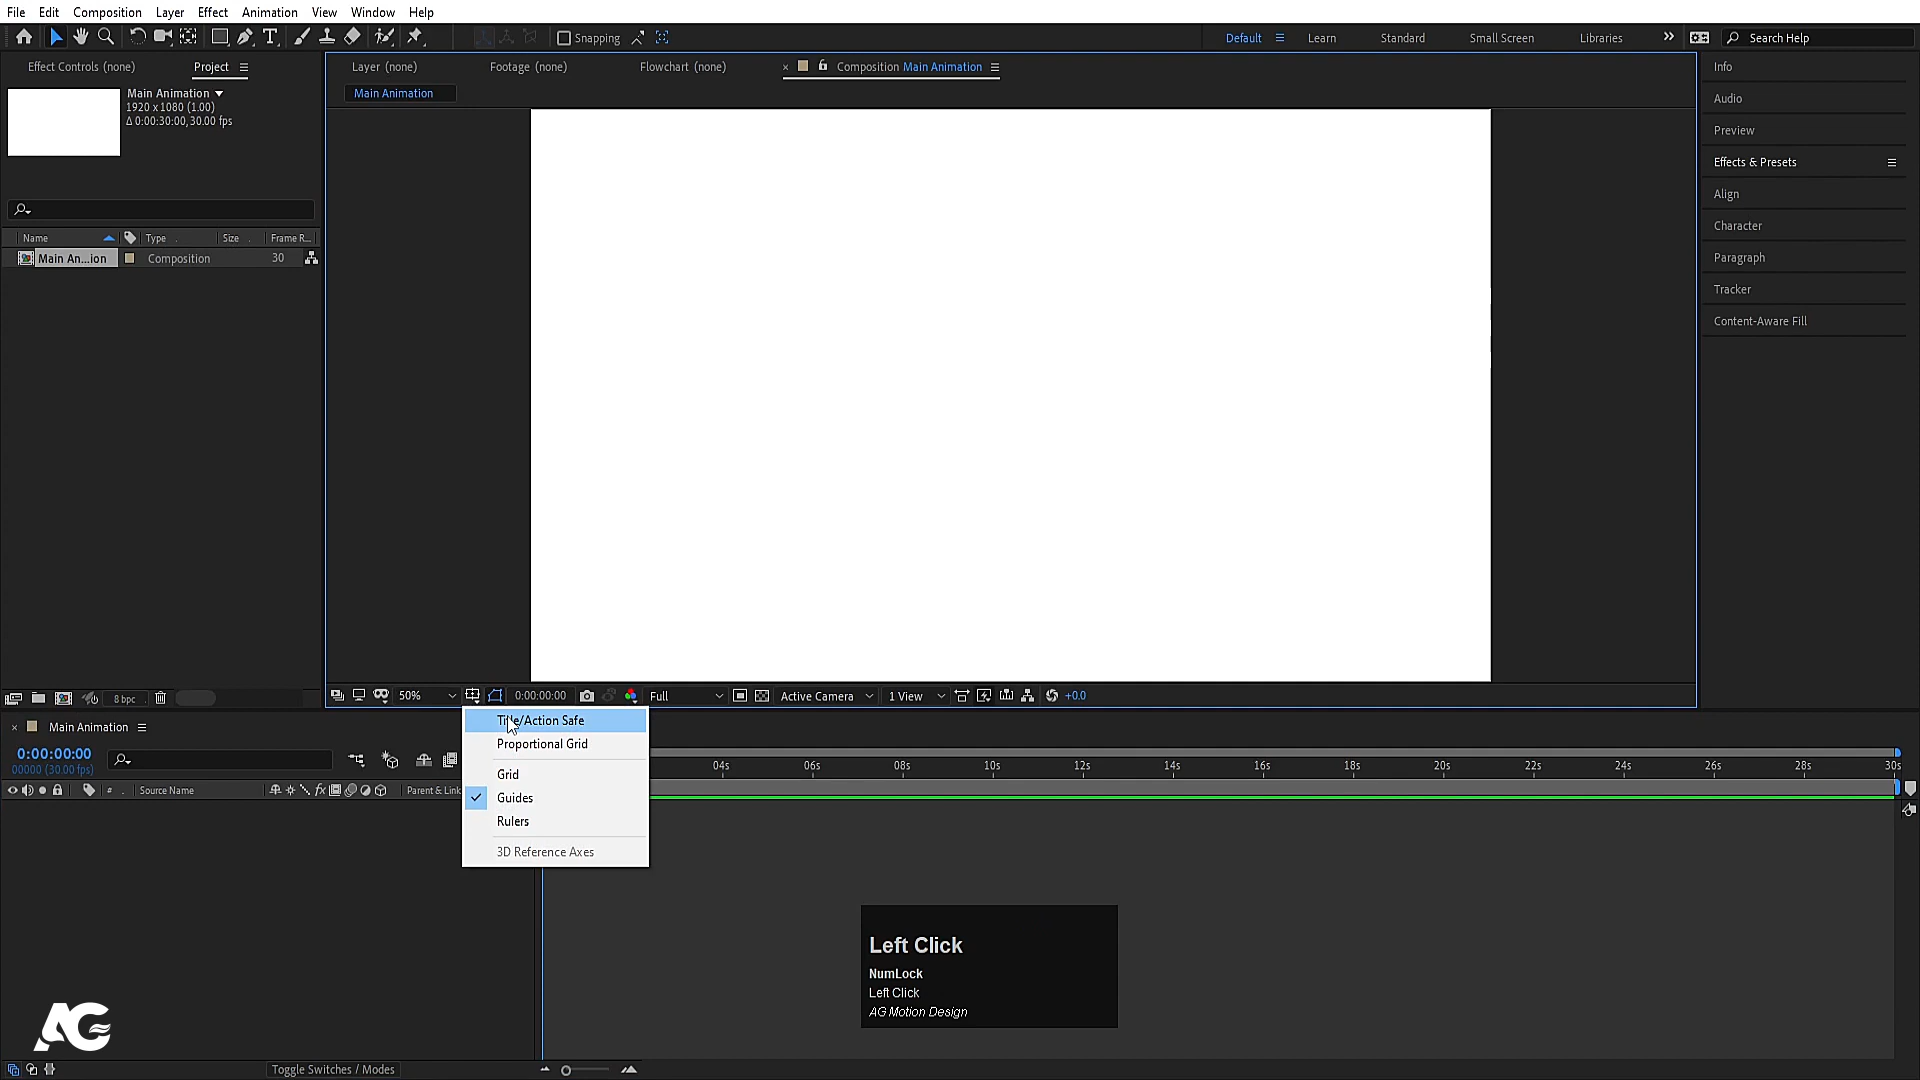 File Edit Composition Layer Effect Animation View Window Help
Snapping Default Learn Standard Small Screen Libraries Search Help
Effect Controls (none) Project
Layer (none) Footage (none) Flowchart (none) Composition Main Animation
Main Animation
Main Animation
1920 x 1080 (1.00)
Δ 0:00:30:00, 30.00 fps
Name Type Size Frame R...
Main An...ion Composition 30
Info
Audio
Preview
Effects & Presets
Align
Character
Paragraph
Tracker
Content-Aware Fill
8 bpc
50% 0:00:00:00 Full Active Camera 1 View +0.0
Title/Action Safe
Proportional Grid
Grid
Guides
Rulers
3D Reference Axes
Main Animation
0:00:00:00
00000 (30.00 fps)
04s 06s 08s 10s 12s 14s 16s 18s 20s 22s 24s 26s 28s 30s
# Source Name fx Parent & Link
Left Click
NumLock
Left Click
AG Motion Design
AG
Toggle Switches / Modes